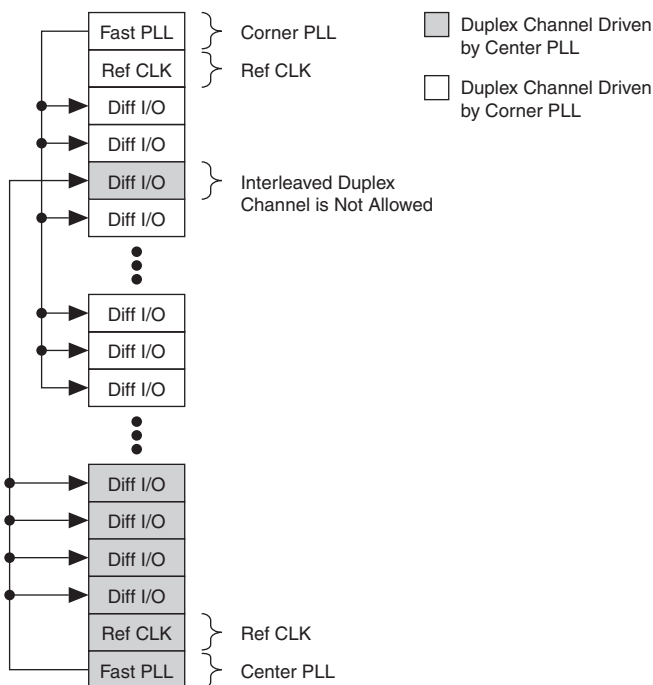 Fast PLL
Corner PLL
Ref CLK
Ref CLK
Diff I/O
Diff I/O
Diff I/O
Interleaved Duplex
Channel is Not Allowed
Diff I/O
Diff I/O
Diff I/O
Diff I/O
Diff I/O
Diff I/O
Diff I/O
Diff I/O
Ref CLK
Ref CLK
Fast PLL
Center PLL
Duplex Channel Driven
by Center PLL
Duplex Channel Driven
by Corner PLL